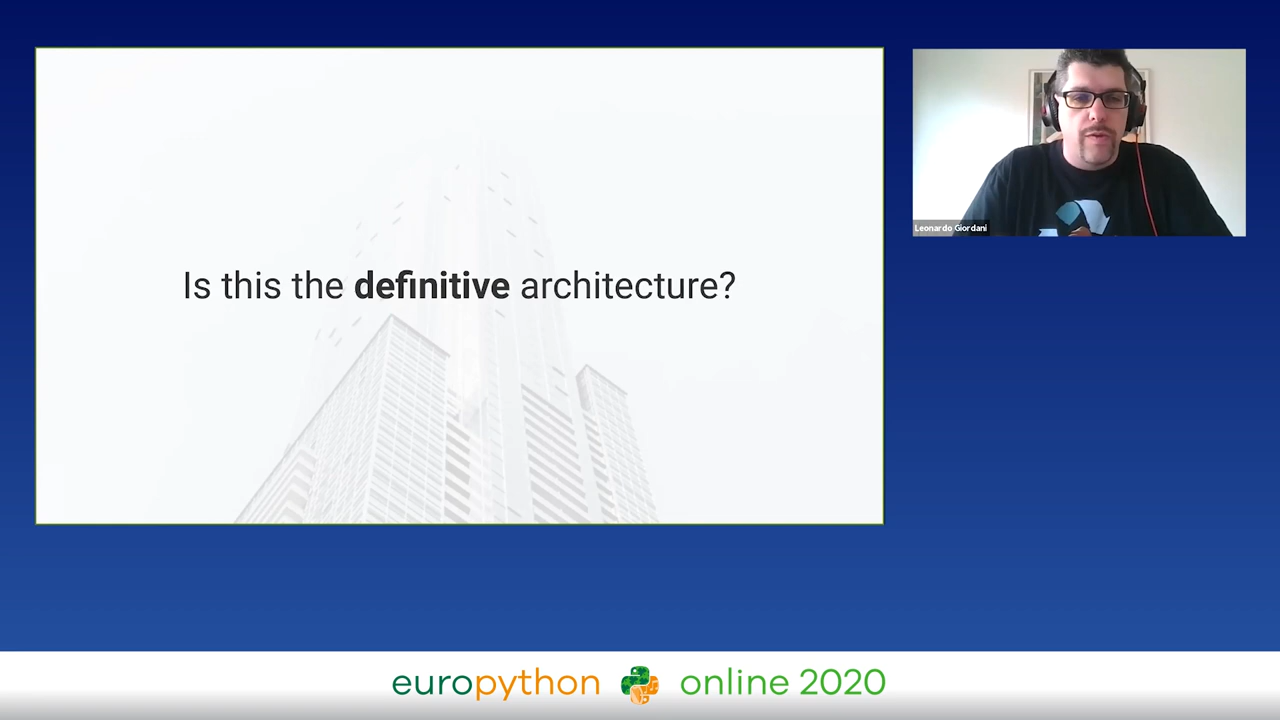 Is this the definitive architecture?
Leonardo Giordani
europython online 2020